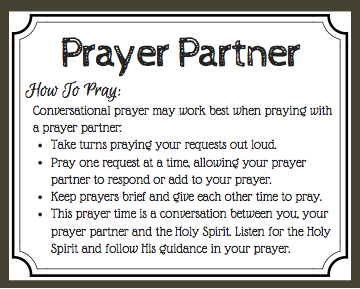 Prayer Partner
How To Pray:
Conversational prayer may work best when praying with
a prayer partner.
• Take turns praying your requests out loud.
• Pray one request at a time, allowing your prayer
partner to respond or add to your prayer.
• Keep prayers brief and give each other time to pray.
• This prayer time is a conversation between you, your
prayer partner and the Holy Spirit. Listen for the Holy
Spirit and follow His guidance in your prayer.